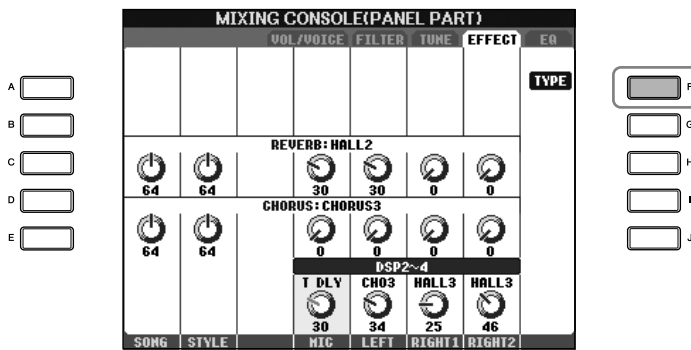 MIXING CONSOLE(PANEL PART)
VOL/VOICE FILTER TUNE EFFECT EQ
A
F
TYPE
B
G
C
REVERB:HALL2
H
64 64 30 30 0 0
D
CHORUS:CHORUS3
I
E
J
64 64 0 0 0 0
DSP2~4
T DLY CHO3 HALL3 HALL3
30 34 25 46
SONG STYLE MIC LEFT RIGHT1 RIGHT2